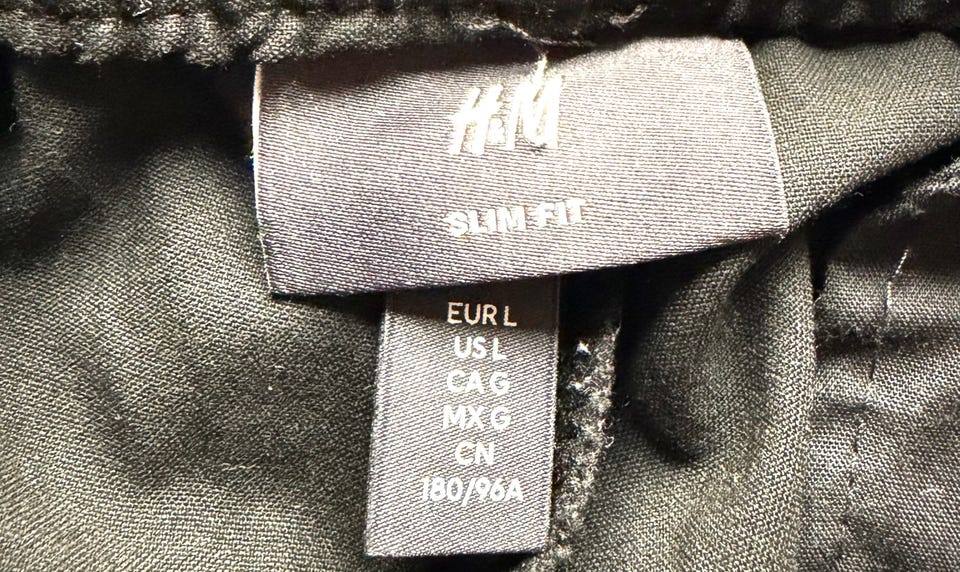 H&M
SLIM FIT
EUR L
US L
CA G
MX G
CN
180/96A